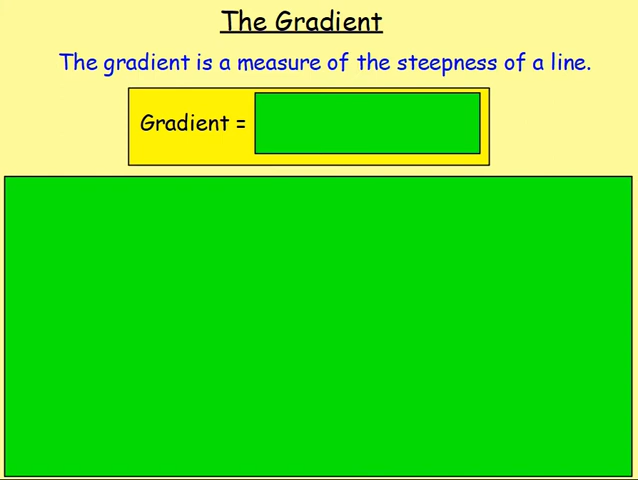 The Gradient
The gradient is a measure of the steepness of a line.
Gradient =